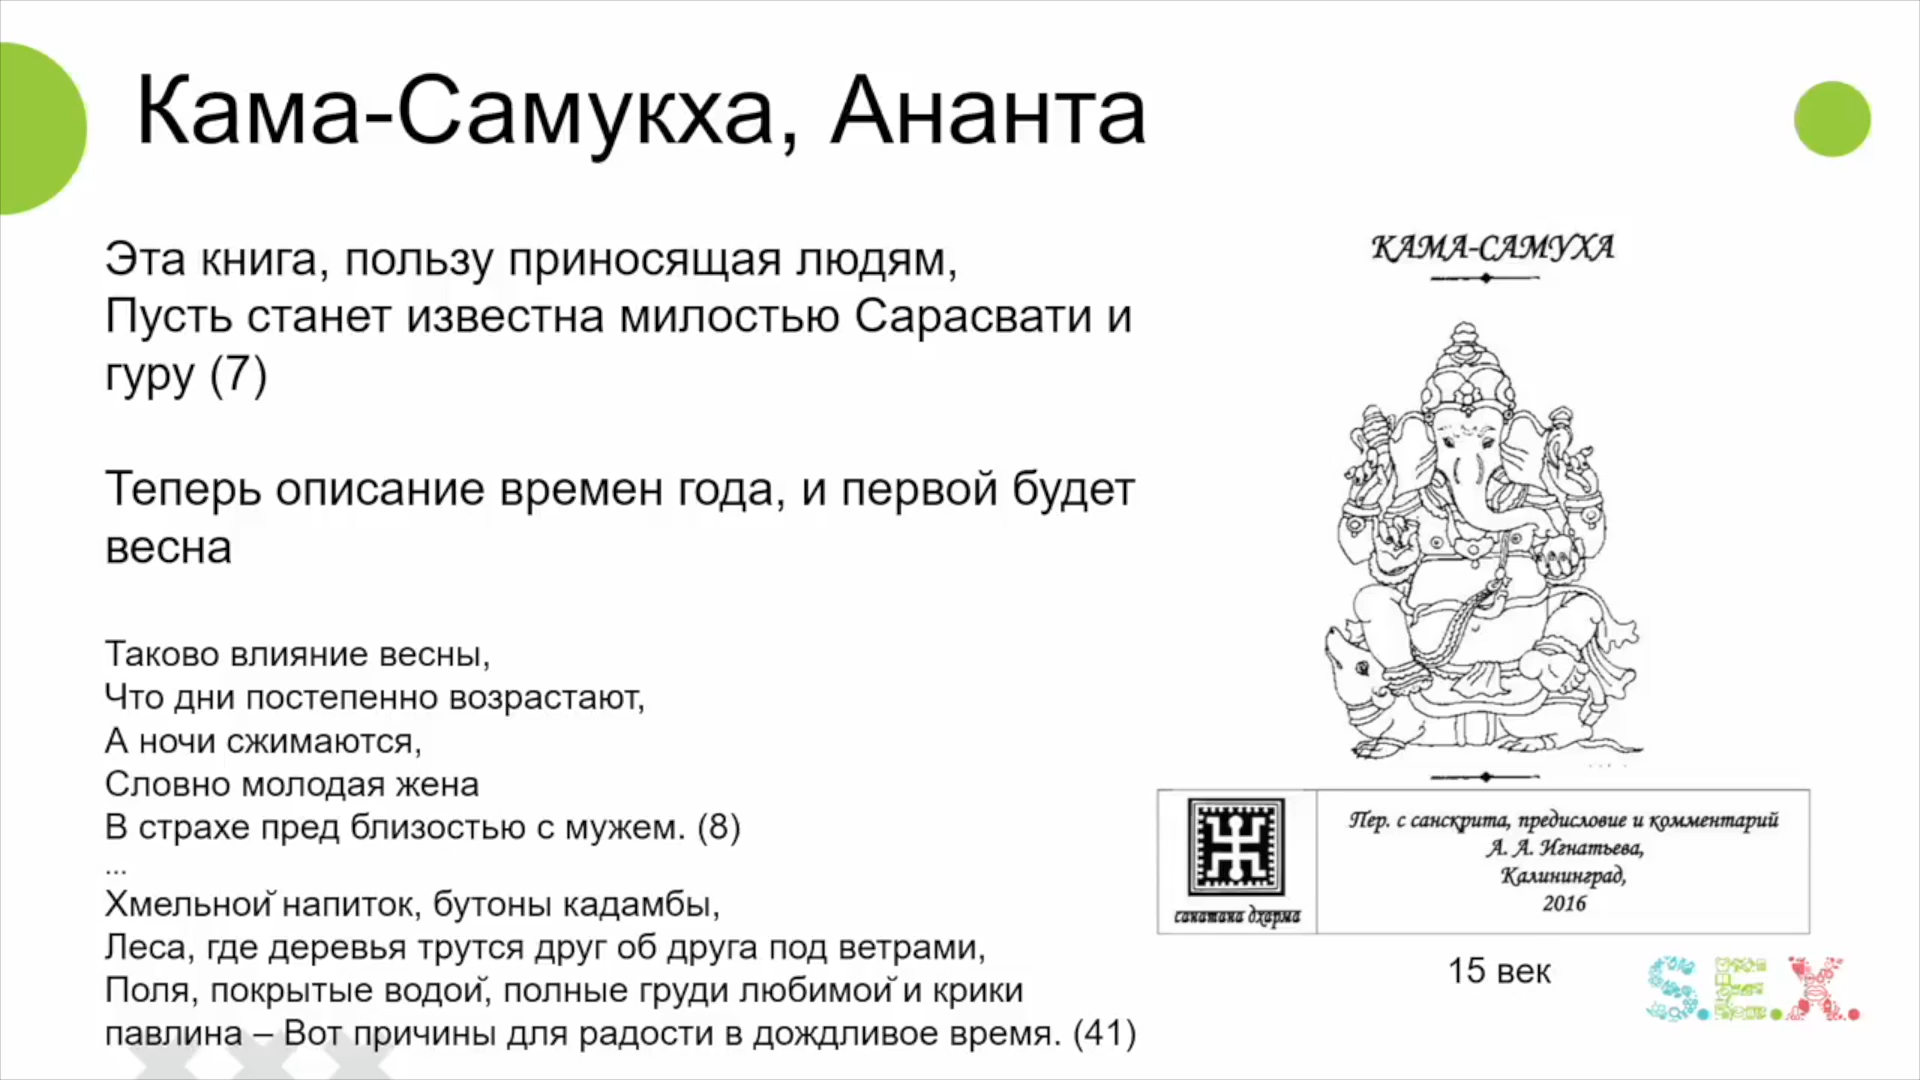 Кама-Самукха, Ананта
Эта книга, пользу приносящая людям,
Пусть станет известна милостью Сарасвати и
гуру (7)
Теперь описание времен года, и первой будет
весна
Таково влияние весны,
Что дни постепенно возрастают,
А ночи сжимаются,
Словно молодая жена
В страхе пред близостью с мужем. (8)
...
Хмельной напиток, бутоны кадамбы,
Леса, где деревья трутся друг об друга под ветрами,
Поля, покрытые водой, полные груди любимой и крики
павлина – Вот причины для радости в дождливое время. (41)
КАМА-САМУХА
санатана дхарма
Пер. с санскрита, предисловие и комментарий
А. А. Игнатьева,
Калининград,
2016
15 век
S.E.X.